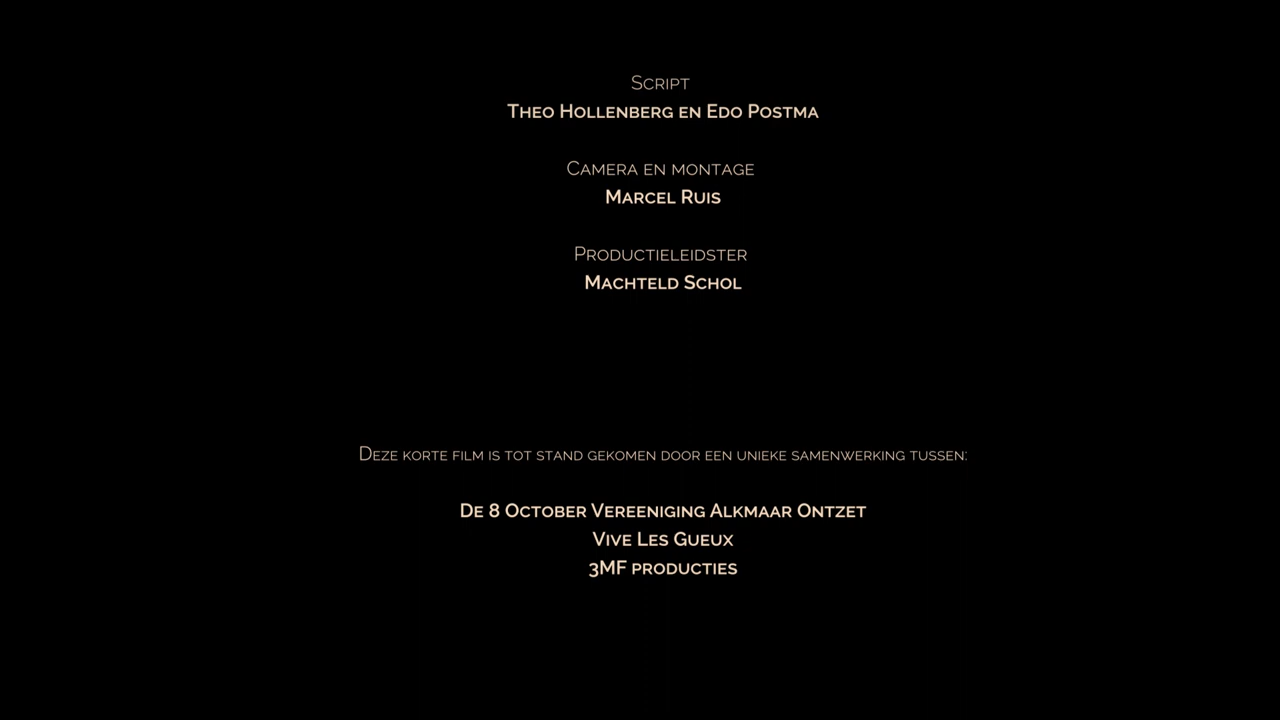 Script
Theo Hollenberg en Edo Postma
Camera en montage
Marcel Ruis
Productieleidster
Machteld Schol
Deze korte film is tot stand gekomen door een unieke samenwerking tussen:
De 8 October Vereeniging Alkmaar Ontzet
Vive Les Gueux
3MF producties